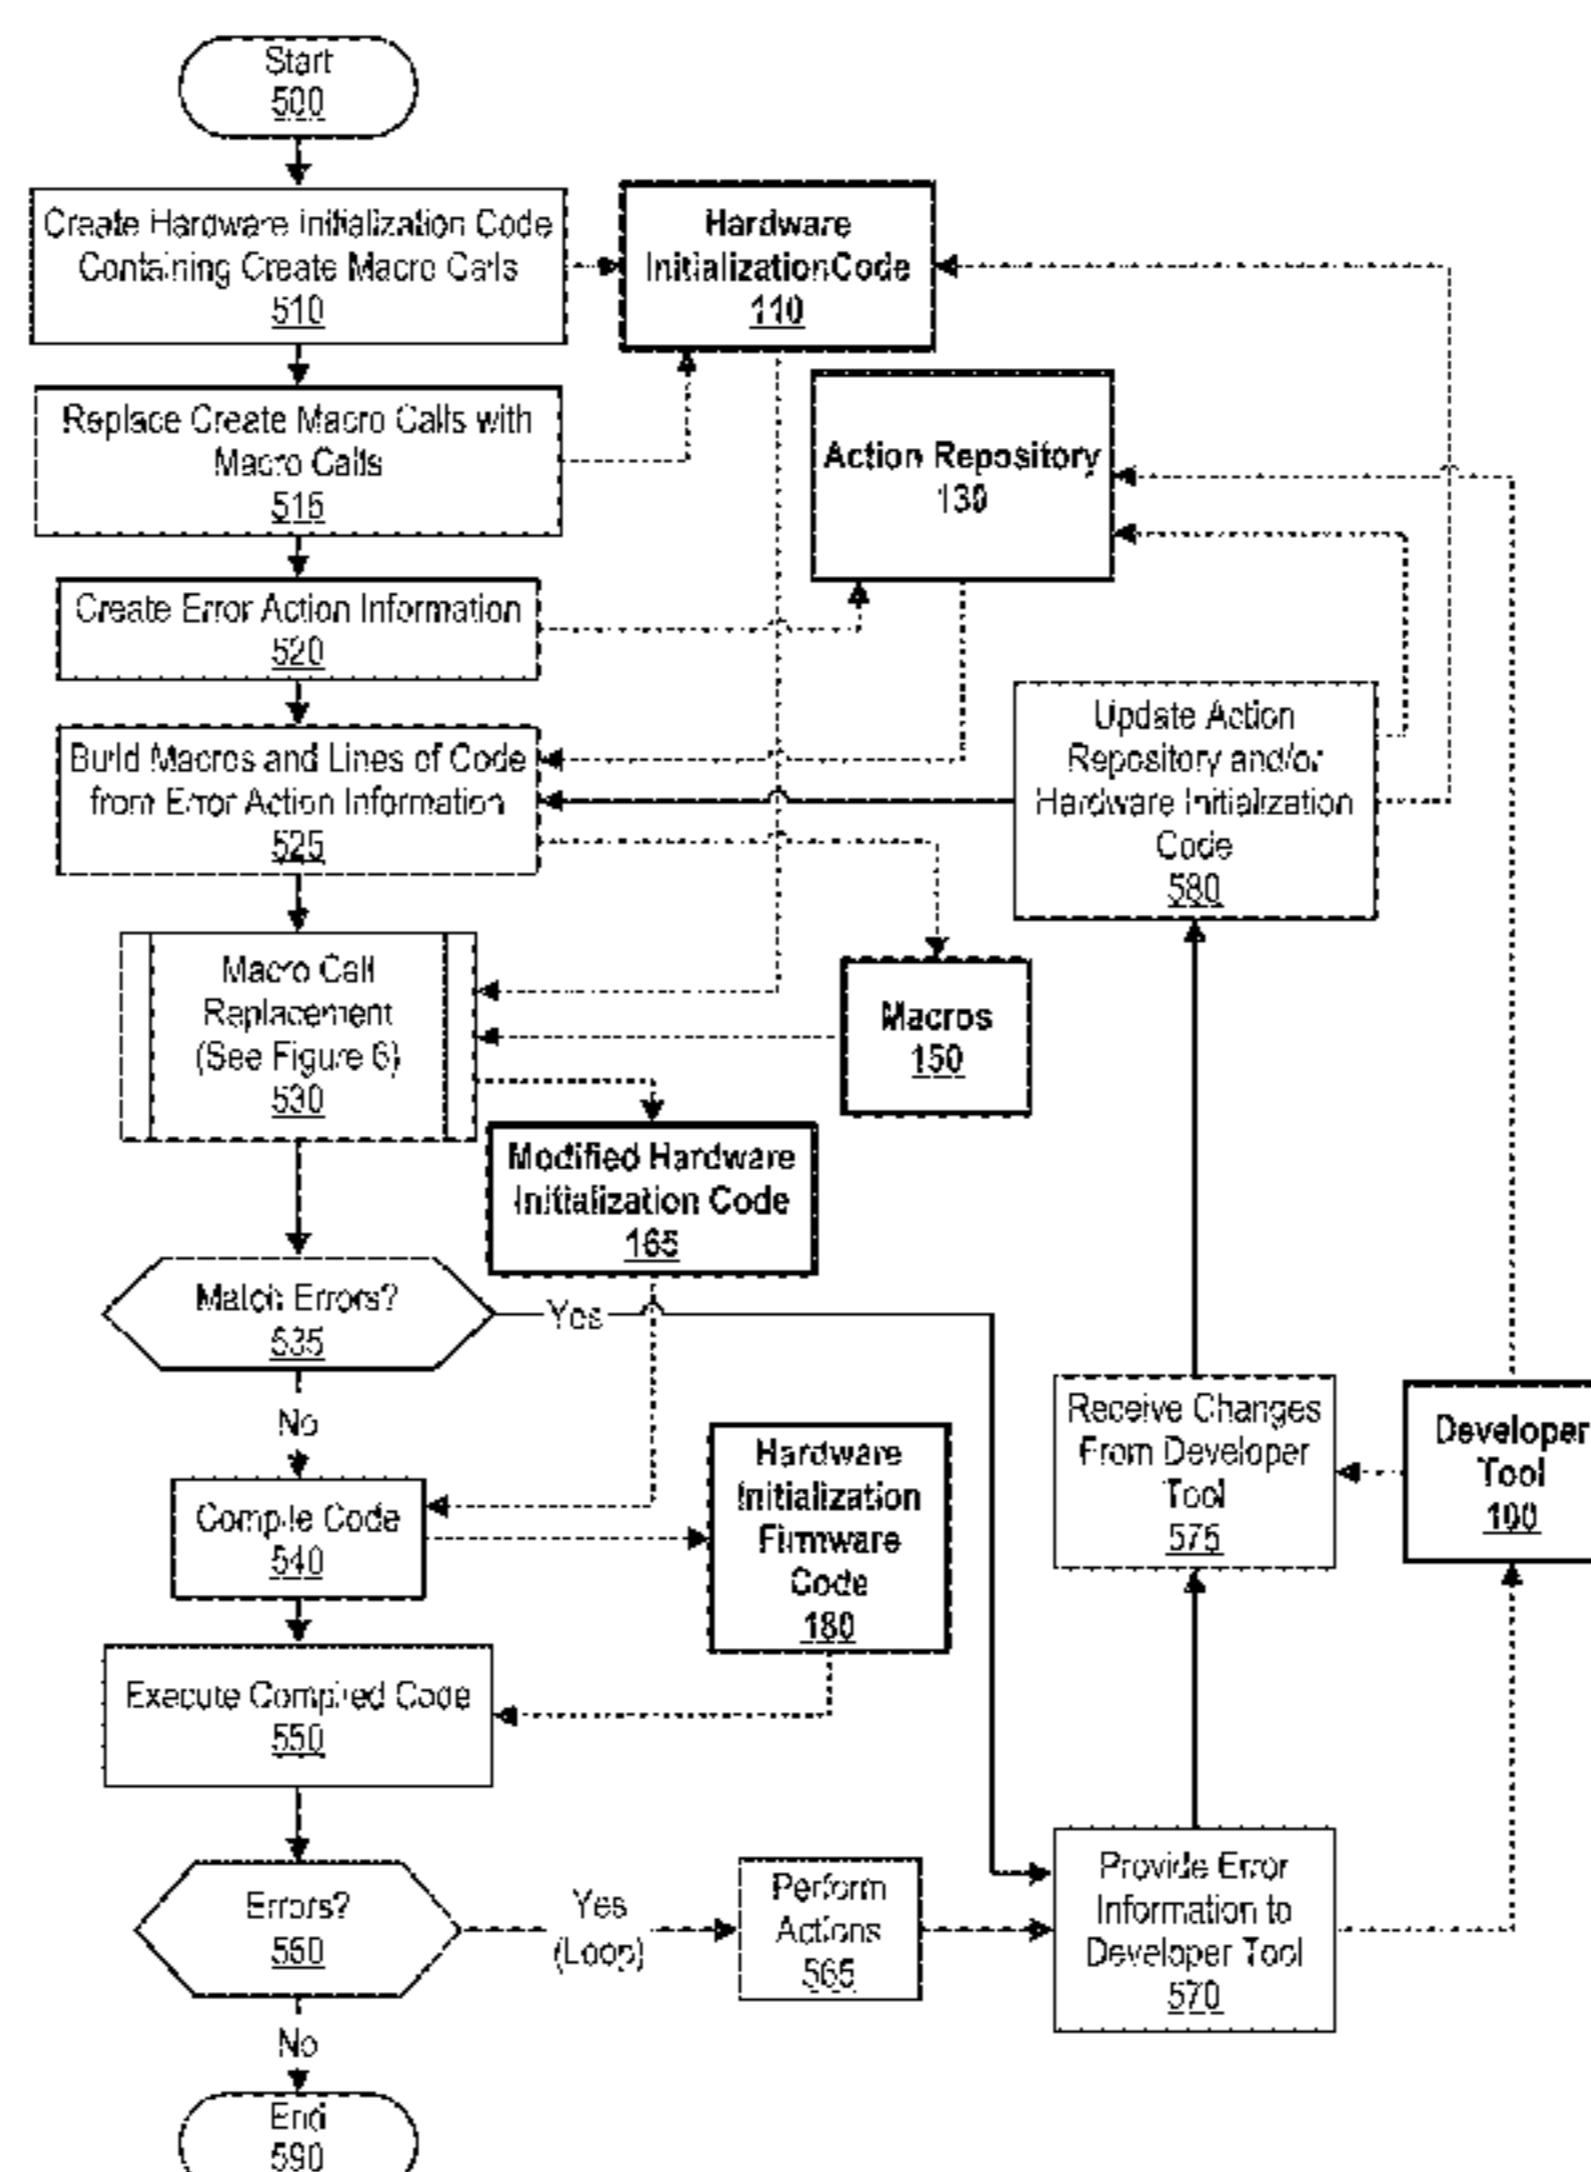 Start
500
Create Hardware Initialization Code
Containing Create Macro Calls
510
Hardware
InitializationCode
110
Replace Create Macro Calls with
Macro Calls
515
Action Repository
130
Create Error Action Information
520
Build Macros and Lines of Code
from Error Action Information
525
Update Action
Repository and/or
Hardware Initialization
Code
580
Macro Call
Replacement
(See Figure 6)
530
Macros
150
Modified Hardware
Initialization Code
165
Match Errors?
535
Yes
No
Receive Changes
From Developer
Tool
575
Developer
Tool
100
Compile Code
540
Hardware
Initialization
Firmware
Code
180
Execute Compiled Code
550
Errors?
560
Yes
(Loop)
Perform
Actions
565
Provide Error
Information to
Developer Tool
570
No
End
590